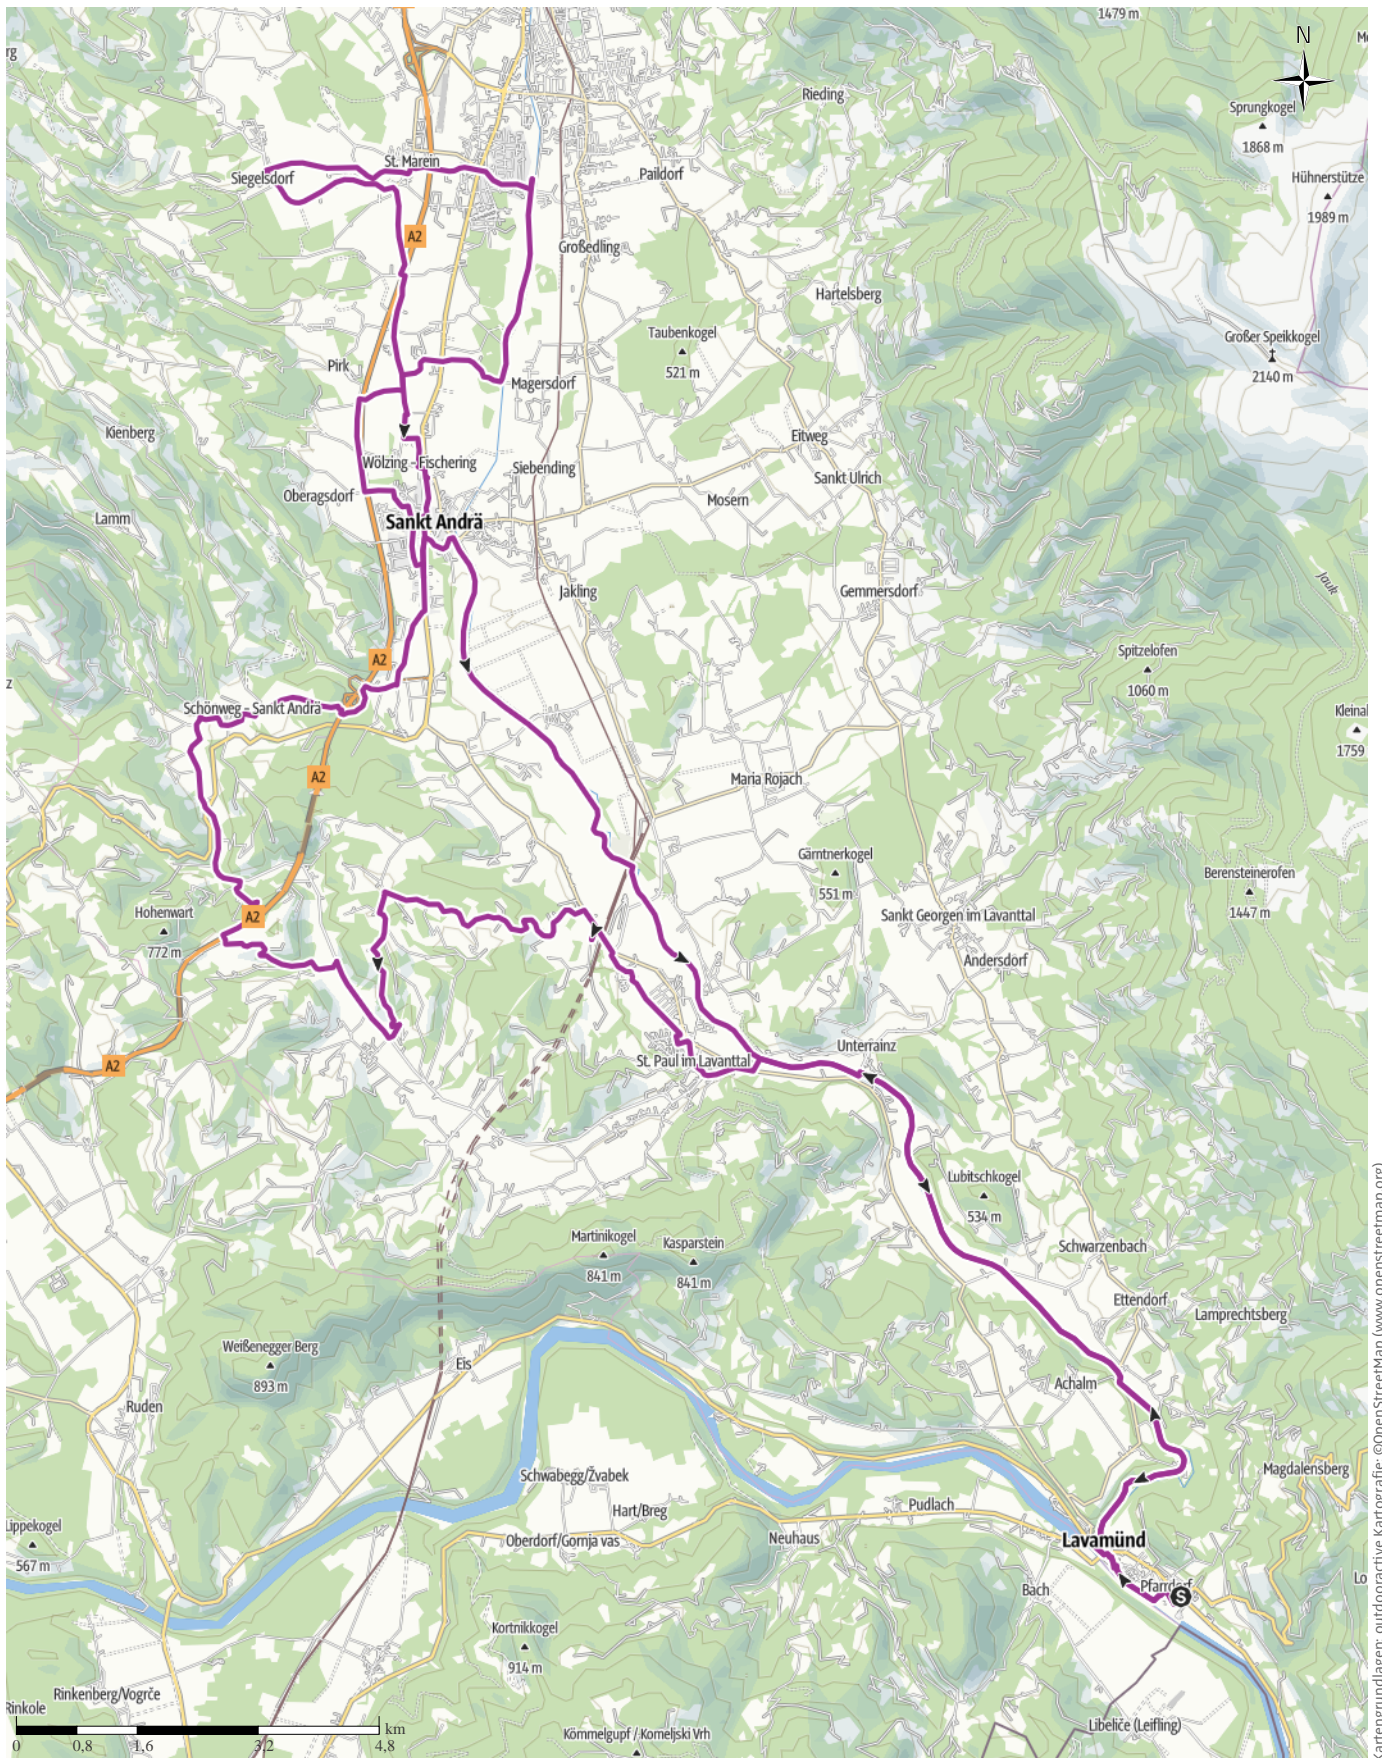 1479 m
N
Rieding
Sprungkogel
1868 m
St. Marein
Siegelsdorf
Paildorf
Hühnerstütze
1989 m
A2
Großedling
Hartelsberg
Taubenkogel
521 m
Großer Speikkogel
2140 m
Pirk
Magersdorf
Kienberg
Eitweg
Wölzing - Fischering
Siebending
Sankt Ulrich
Oberagsdorf
Mosern
Lamm
Sankt Andrä
Jauk
Jakling
Gemmersdorf
A2
Spitzelofen
1060 m
Schönweg - Sankt Andrä
Kleinal
1759
A2
Maria Rojach
Gärntnerkogel
551 m
Berensteinerofen
1447 m
Hohenwart
772 m
A2
Sankt Georgen im Lavanttal
Andersdorf
Unterrainz
A2
St. Paul im Lavanttal
Lubitschkogel
534 m
Martinikogel
841 m
Kasparstein
841 m
Schwarzenbach
Ettendorf
Lamprechtsberg
Weißenegger Berg
893 m
Eis
Achalm
Ruden
Schwabegg/Žvabek
Magdalensberg
Hart/Breg
Pudlach
Lippekogel
567 m
Oberdorf/Gornja vas
Neuhaus
Lavamünd
Bach
Pfarrdorf
S
Lo
Kortnikkogel
914 m
Rinkenberg/Vogrče
Rinkole
Libeliče (Leifling)
Kömmelgupf / Komeljski Vrh
km
0 0,8 1,6 3,2 4,8
Kartengrundlagen: outdooractive Kartografie; ©OpenStreetMap (www.openstreetmap.org)